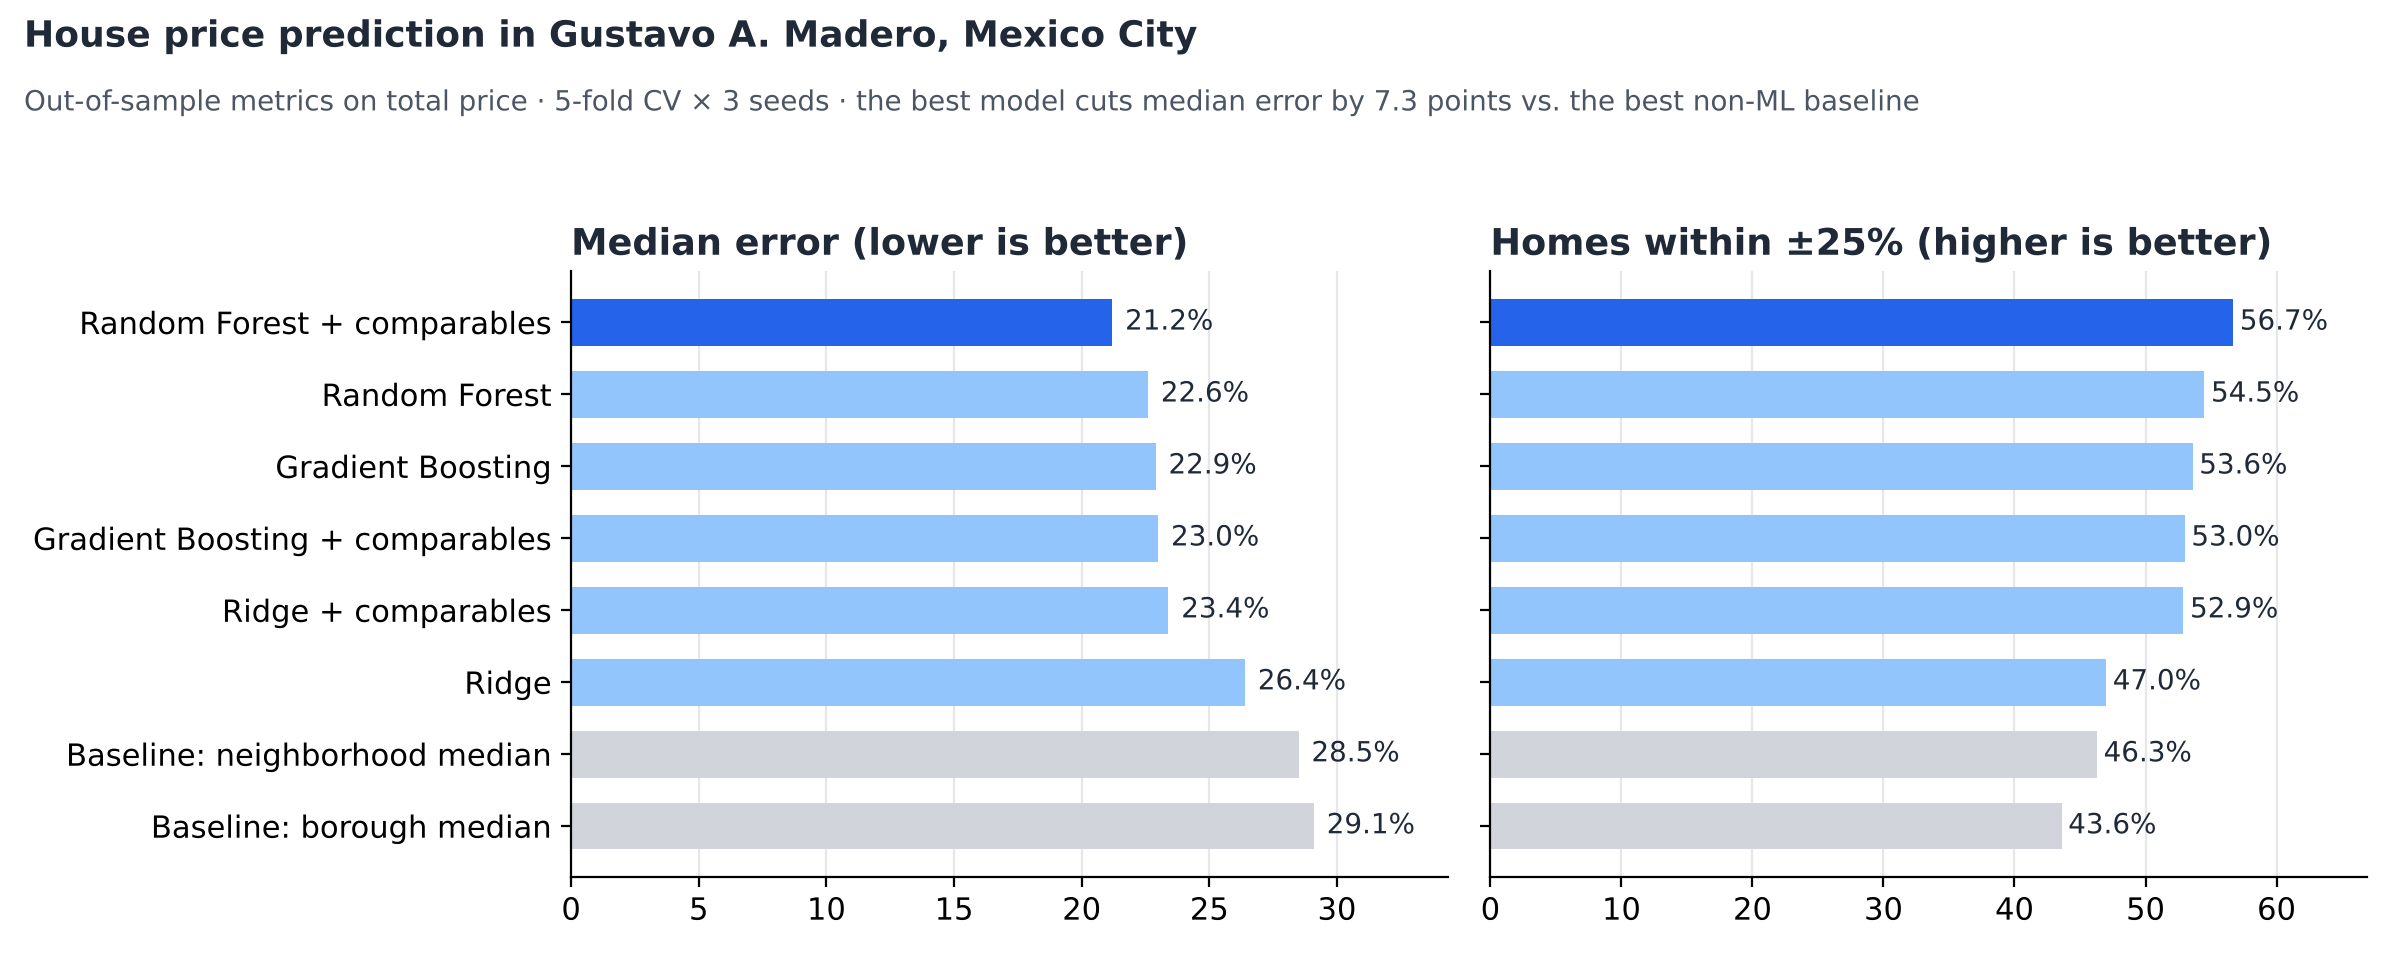 House price prediction in Gustavo A. Madero, Mexico City
Out-of-sample metrics on total price · 5-fold CV × 3 seeds · the best model cuts median error by 7.3 points vs. the best non-ML baseline
Median error (lower is better)
Random Forest + comparables 21.2%
Random Forest 22.6%
Gradient Boosting 22.9%
Gradient Boosting + comparables 23.0%
Ridge + comparables 23.4%
Ridge 26.4%
Baseline: neighborhood median 28.5%
Baseline: borough median 29.1%
0 5 10 15 20 25 30
Homes within ±25% (higher is better)
56.7%
54.5%
53.6%
53.0%
52.9%
47.0%
46.3%
43.6%
0 10 20 30 40 50 60